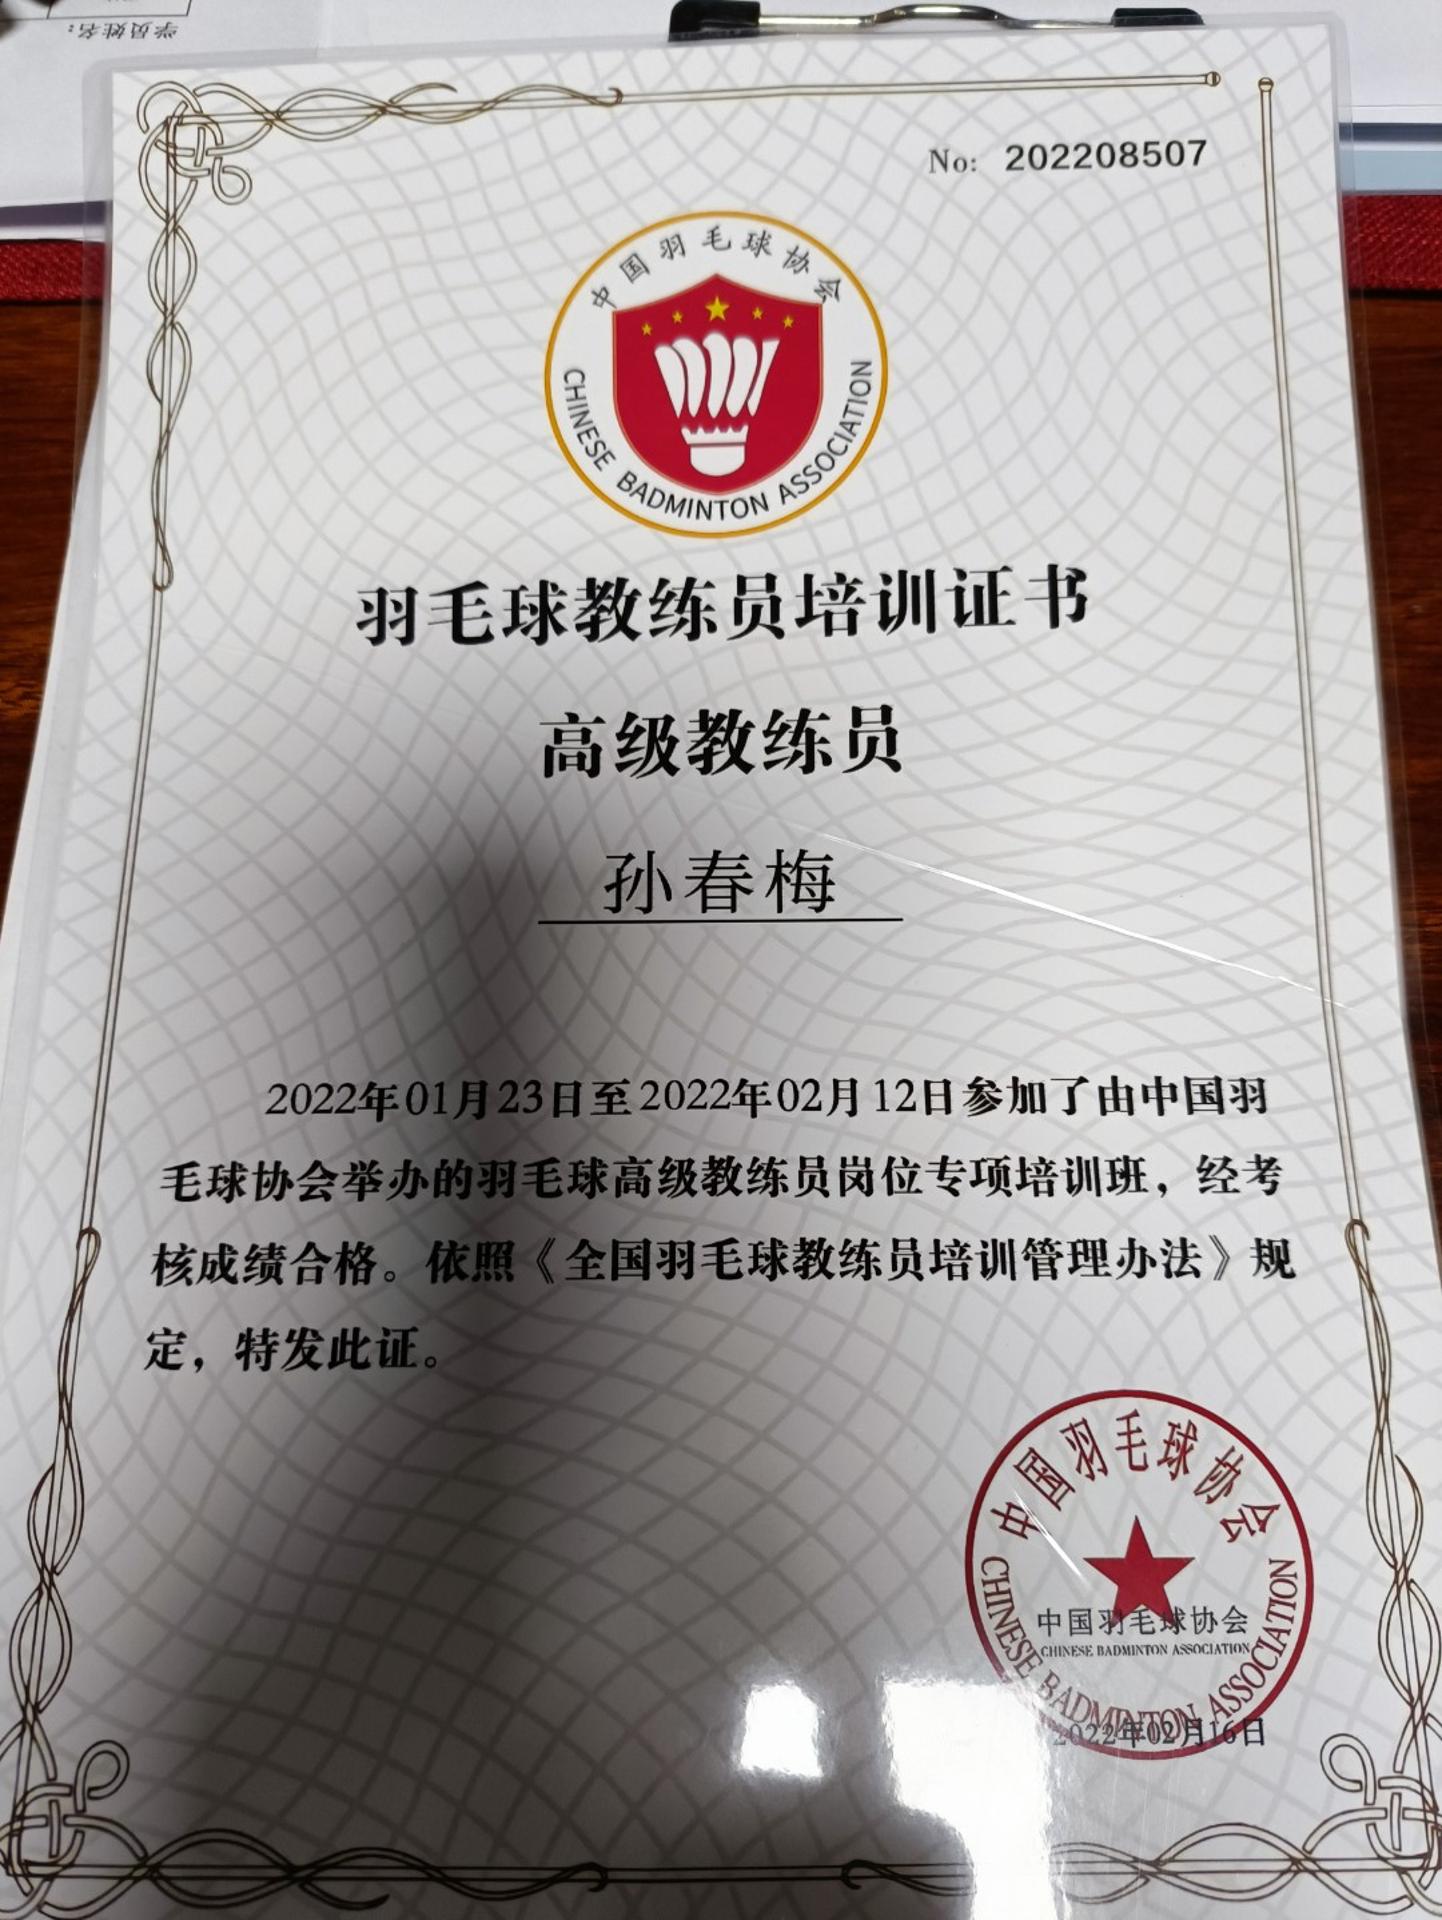 学员姓名：
No: 202208507
中国羽毛球协会
CHINESE BADMINTON ASSOCIATION
羽毛球教练员培训证书
高级教练员
孙春梅
2022年01月23日至2022年02月12日参加了由中国羽
毛球协会举办的羽毛球高级教练员岗位专项培训班，经考
核成绩合格。依照《全国羽毛球教练员培训管理办法》规
定，特发此证。
中国羽毛球协会
中国羽毛球协会
CHINESE BADMINTON ASSOCIATION
CHINESE BADMINTON ASSOCIATION
2022年02月16日